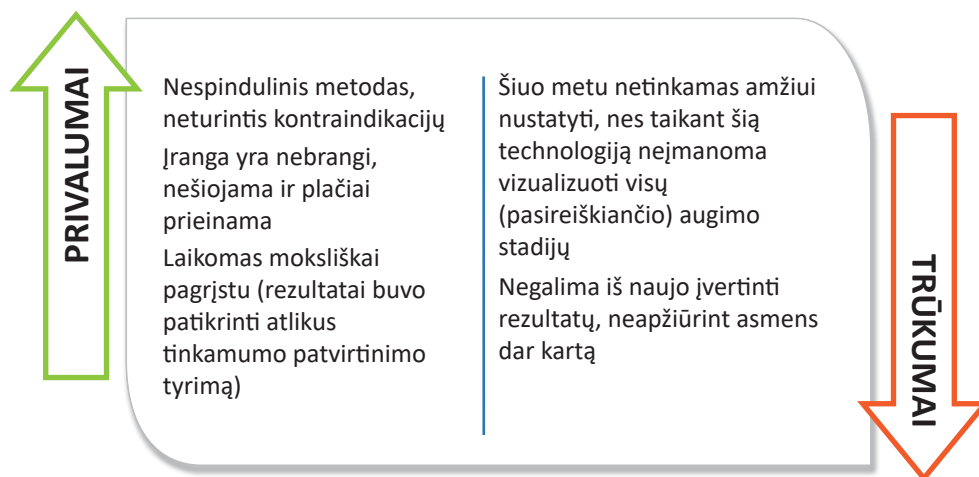 PRIVALUMAI
Nespindulinis metodas,
neturintis kontraindikacijų
Įranga yra nebrangi,
nešiojama ir plačiai
prieinama
Laikomas moksliškai
pagrįstu (rezultatai buvo
patikrinti atlikus
tinkamumo patvirtinimo
tyrimą)
Šiuo metu netinkamas amžiui
nustatyti, nes taikant šią
technologiją neįmanoma
vizualizuoti visų
(pasireiškiančio) augimo
stadijų
Negalima iš naujo įvertinti
rezultatų, neapžiūrint asmens
dar kartą
TRŪKUMAI